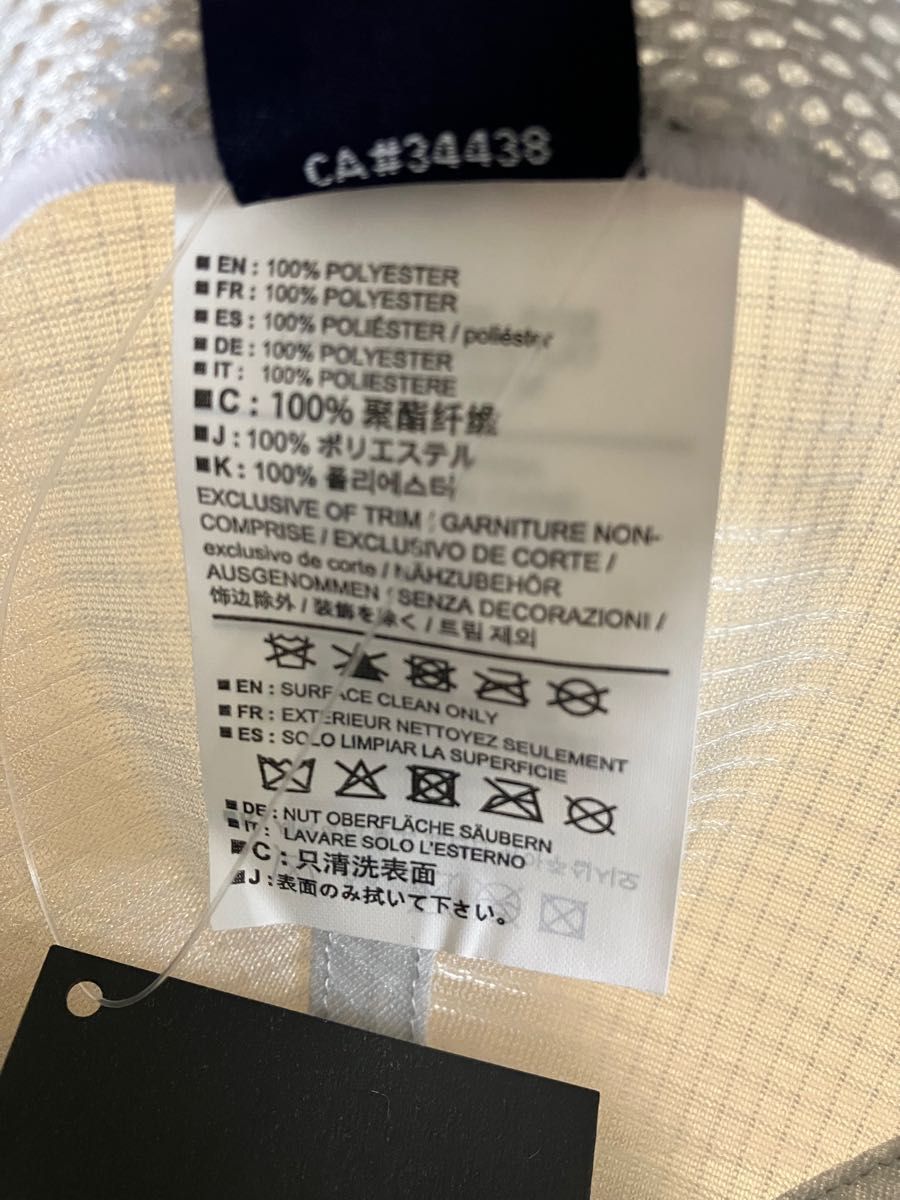 CA#34438
EN : 100% POLYESTER
FR : 100% POLYESTER
ES : 100% POLIÉSTER / poliéster
DE : 100% POLYESTER
IT : 100% POLIESTERE
C : 100% 聚酯纤维
J : 100% ポリエステル
K : 100% 폴리에스터
EXCLUSIVE OF TRIM / GARNITURE NON-
COMPRISE / EXCLUSIVO DE CORTE /
exclusivo de corte / NÄHZUBEHÖR
AUSGENOMMEN / SENZA DECORAZIONI /
饰边除外 / 装飾を除く / 트림 제외
EN : SURFACE CLEAN ONLY
FR : EXTERIEUR NETTOYEZ SEULEMENT
ES : SOLO LIMPIAR LA SUPERFICIE
DE : NUT OBERFLÄCHE SÄUBERN
IT : LAVARE SOLO L'ESTERNO
C : 只清洗表面
J : 表面のみ拭いて下さい。